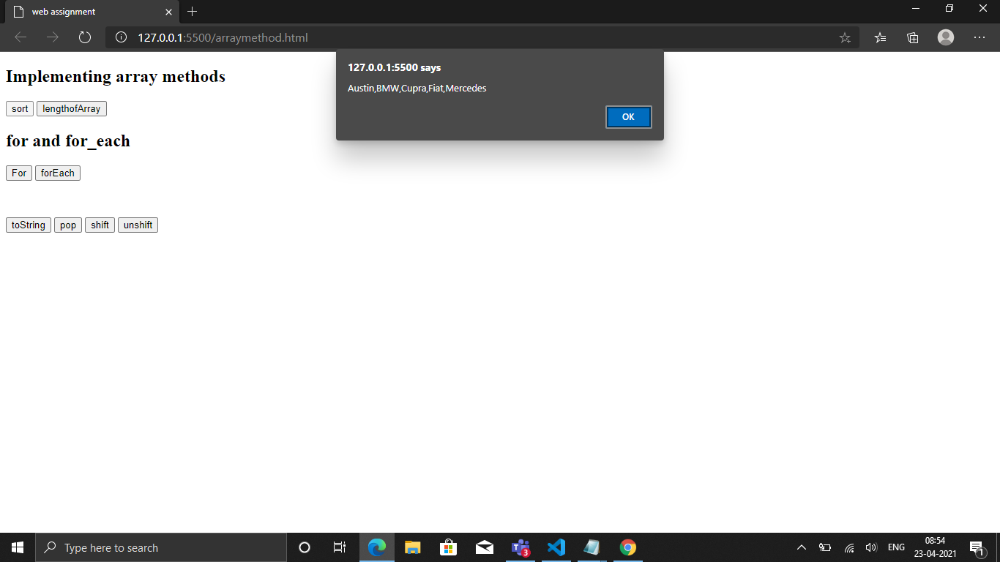 web assignment
127.0.0.1:5500/arraymethod.html
127.0.0.1:5500 says
Austin,BMW,Cupra,Fiat,Mercedes
OK
Implementing array methods
sort lengthofArray
for and for_each
For forEach
toString pop shift unshift
Type here to search
3
ENG
08:54
23-04-2021
1